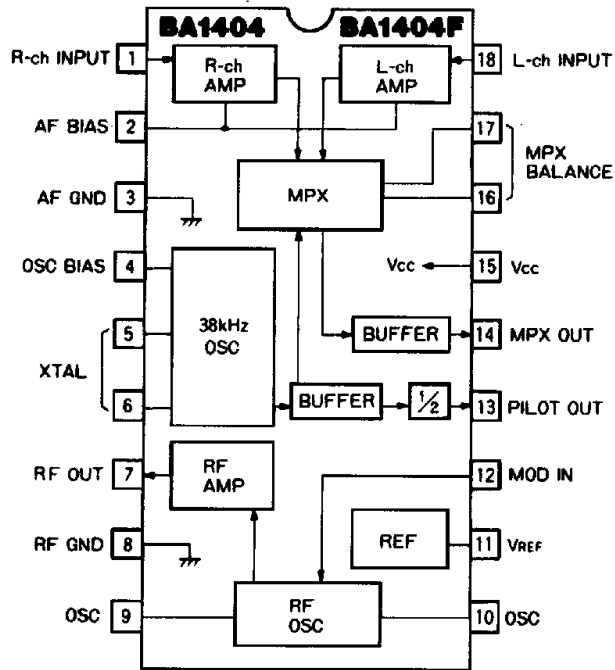 BA1404 BA1404F
R-ch INPUT 1 R-ch AMP L-ch AMP 18 L-ch INPUT
AF BIAS 2 17
MPX BALANCE
AF GND 3 MPX 16
OSC BIAS 4 Vcc 15 Vcc
5 38kHz OSC BUFFER 14 MPX OUT
XTAL
6 BUFFER 1/2 13 PILOT OUT
RF OUT 7 RF AMP 12 MOD IN
RF GND 8 REF 11 VREF
OSC 9 RF OSC 10 OSC